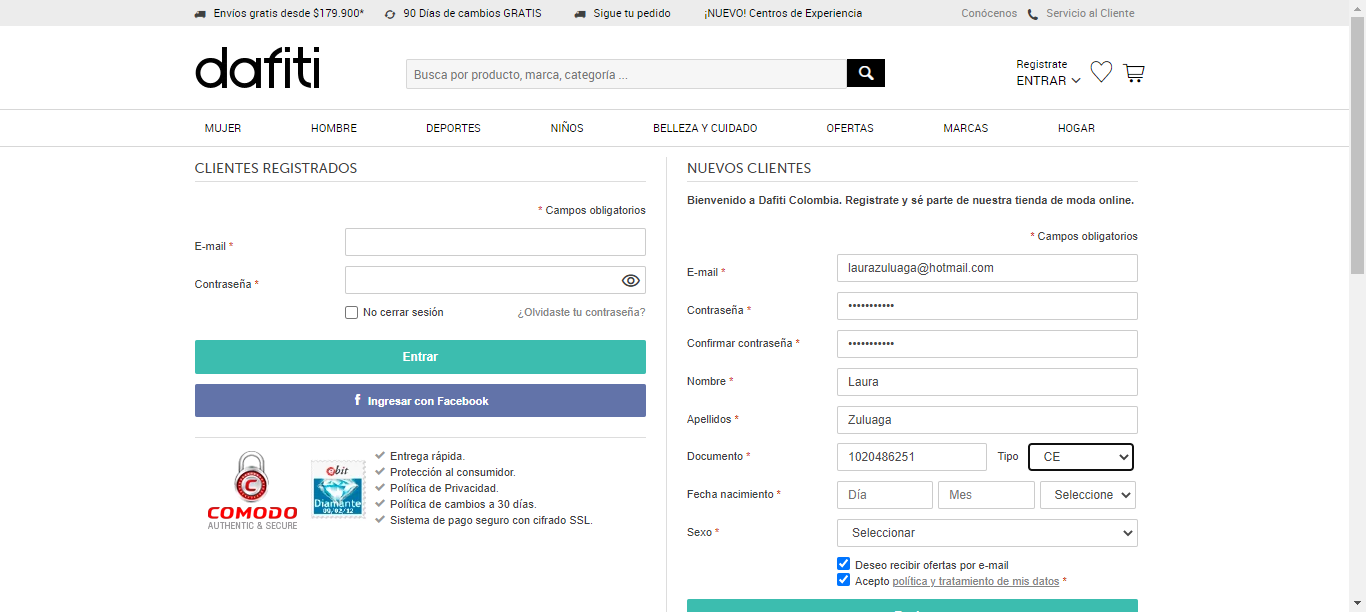 Envíos gratis desde $179.900* 90 Días de cambios GRATIS Sigue tu pedido ¡NUEVO! Centros de Experiencia Conócenos Servicio al Cliente
dafiti
Busca por producto, marca, categoría ...
Registrate
ENTRAR
MUJER HOMBRE DEPORTES NIÑOS BELLEZA Y CUIDADO OFERTAS MARCAS HOGAR
CLIENTES REGISTRADOS
* Campos obligatorios
E-mail *
Contraseña *
No cerrar sesión ¿Olvidaste tu contraseña?
Entrar
f Ingresar con Facebook
COMODO
AUTHENTIC & SECURE
ebit
Diamante
09/02/12
Entrega rápida.
Protección al consumidor.
Política de Privacidad.
Política de cambios a 30 días.
Sistema de pago seguro con cifrado SSL.
NUEVOS CLIENTES
Bienvenido a Dafiti Colombia. Registrate y sé parte de nuestra tienda de moda online.
* Campos obligatorios
E-mail * laurazuluaga@hotmail.com
Contraseña * •••••••••••
Confirmar contraseña * •••••••••••
Nombre * Laura
Apellidos * Zuluaga
Documento * 1020486251 Tipo CE
Fecha nacimiento * Día Mes Seleccione
Sexo * Seleccionar
Deseo recibir ofertas por e-mail
Acepto política y tratamiento de mis datos *